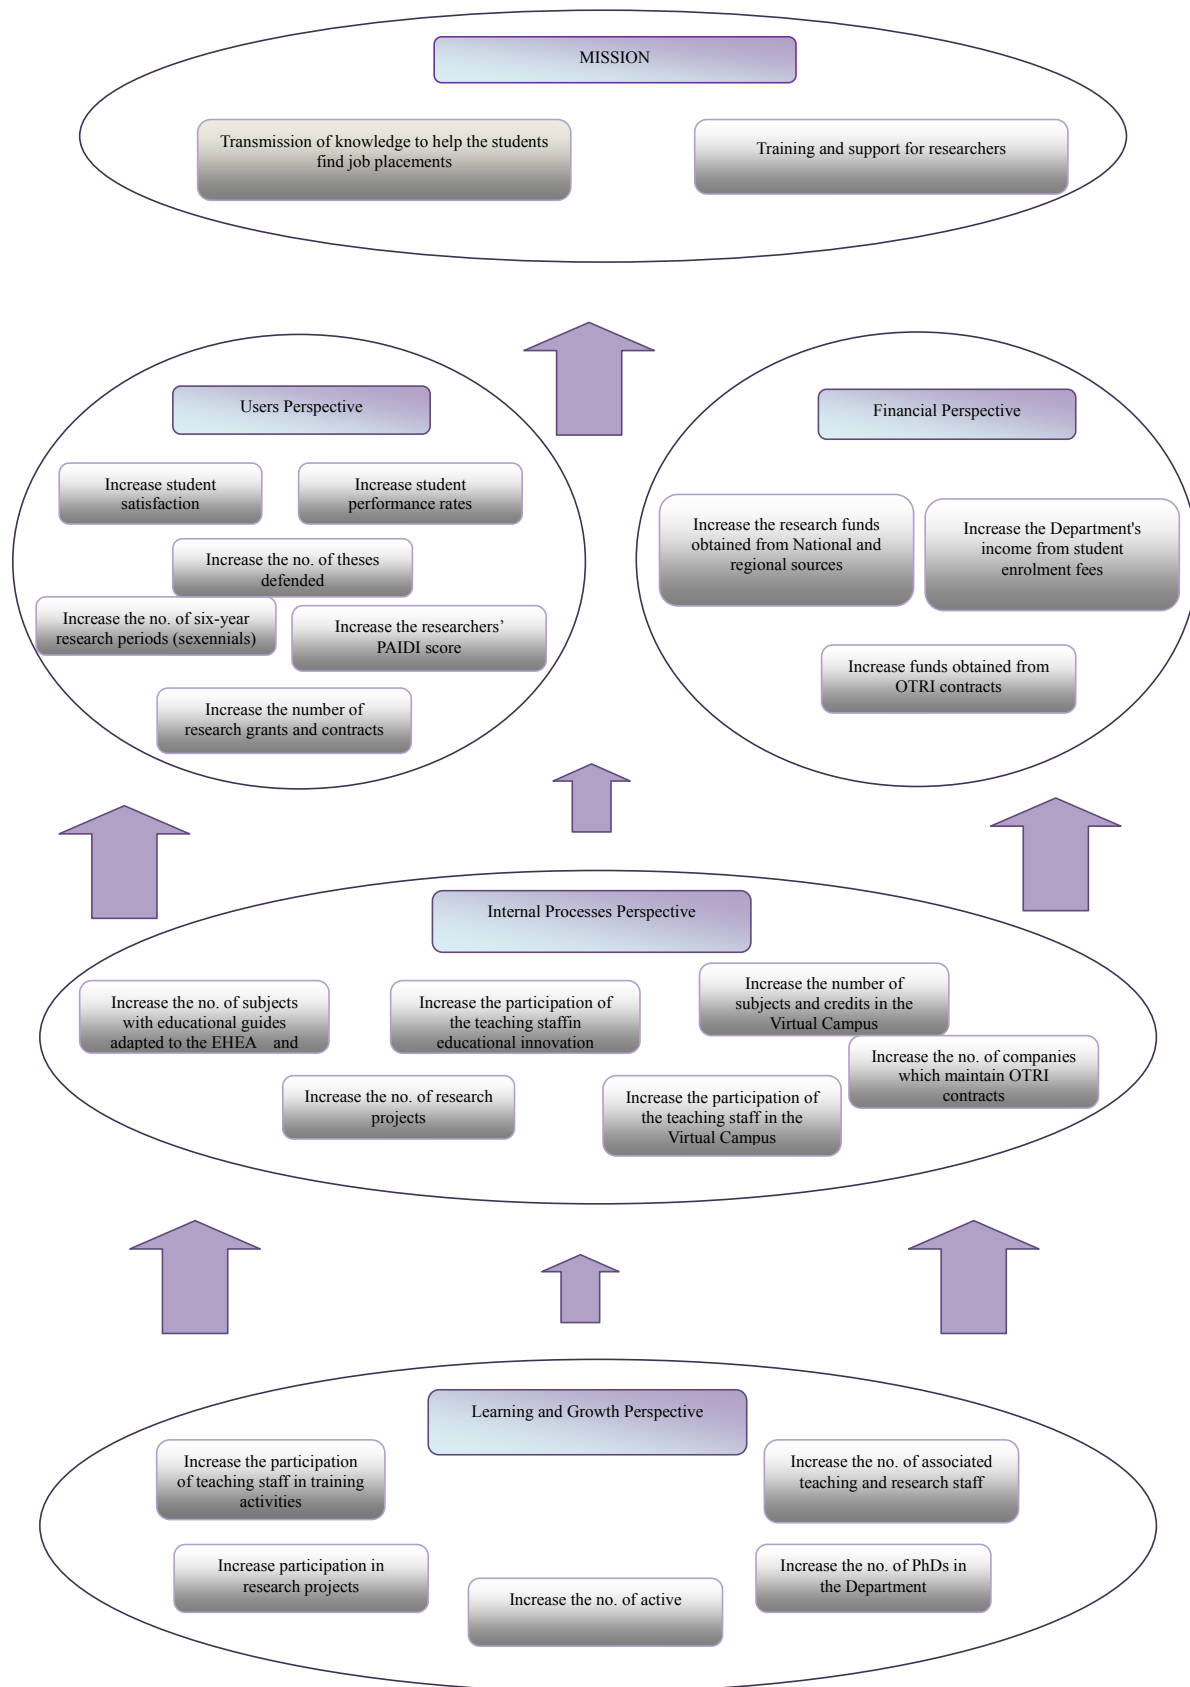 MISSION
Transmission of knowledge to help the students
find job placements
Training and support for researchers
Users Perspective
Increase student
satisfaction
Increase student
performance rates
Increase the no. of theses
defended
Increase the no. of six-year
research periods (sexennials)
Increase the researchers’
PAIDI score
Increase the number of
research grants and contracts
Financial Perspective
Increase the research funds
obtained from National and
regional sources
Increase the Department's
income from student
enrolment fees
Increase funds obtained from
OTRI contracts
Internal Processes Perspective
Increase the no. of subjects
with educational guides
adapted to the EHEA and
Increase the participation of
the teaching staffin
educational innovation
Increase the number of
subjects and credits in the
Virtual Campus
Increase the no. of companies
which maintain OTRI
contracts
Increase the no. of research
projects
Increase the participation of
the teaching staff in the
Virtual Campus
Learning and Growth Perspective
Increase the participation
of teaching staff in training
activities
Increase the no. of associated
teaching and research staff
Increase participation in
research projects
Increase the no. of active
Increase the no. of PhDs in
the Department